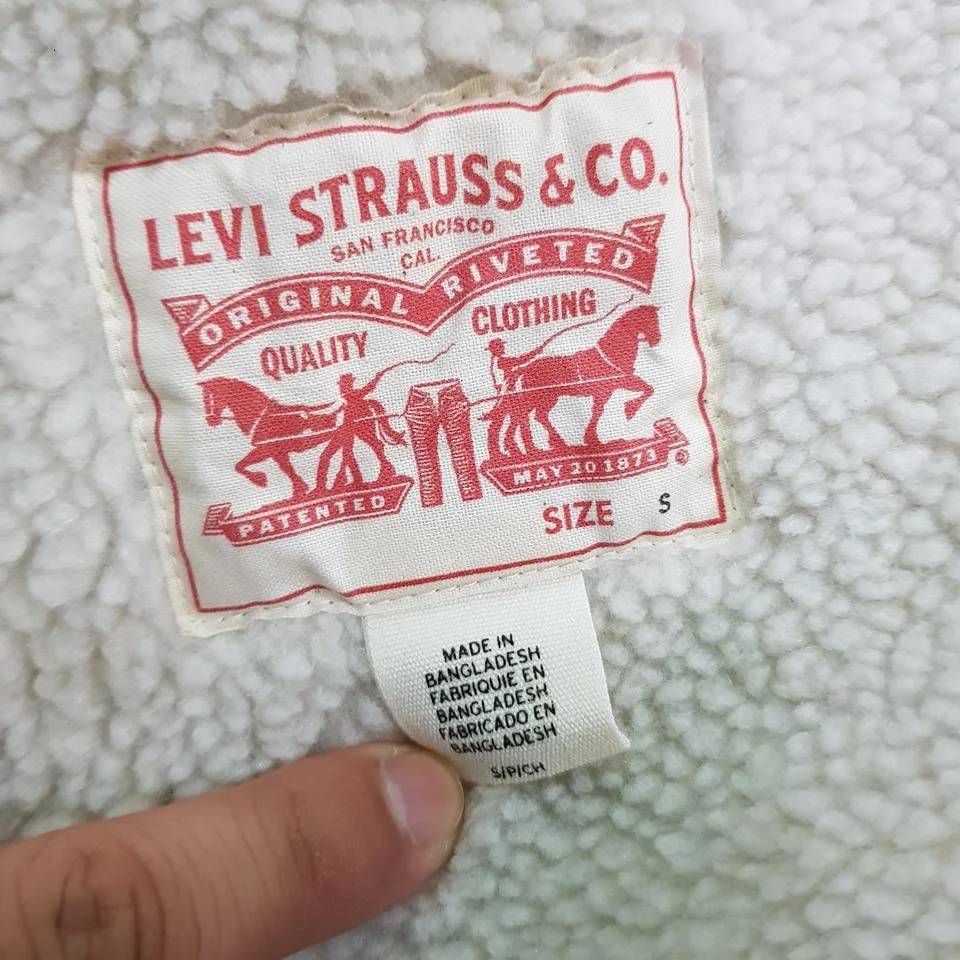 LEVI STRAUSS & CO.
SAN FRANCISCO
CAL.
ORIGINAL RIVETED
QUALITY CLOTHING
PATENTED MAY 20 1873
®
SIZE S
MADE IN
BANGLADESH
FABRIQUIE EN
BANGLADESH
FABRICADO EN
BANGLADESH
S/P/CH